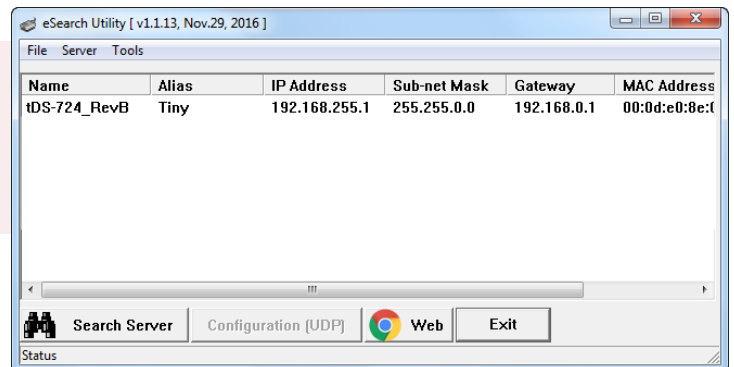 eSearch Utility [ v1.1.13, Nov.29, 2016 ]
File Server Tools
Name Alias IP Address Sub-net Mask Gateway MAC Address
tDS-724_RevB Tiny 192.168.255.1 255.255.0.0 192.168.0.1 00:0d:e0:8e:
Search Server Configuration (UDP) Web Exit
Status